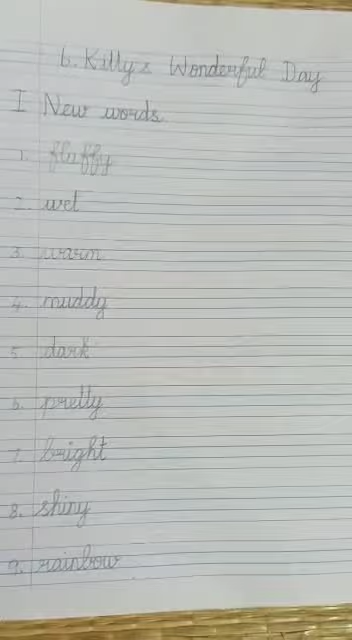 6. Kitty's Wonderful Day
I New words
1. fluffy
2. wet
3. warm
4. muddy
5. dark
6. pretty
7. bright
8. shiny
9. rainbow